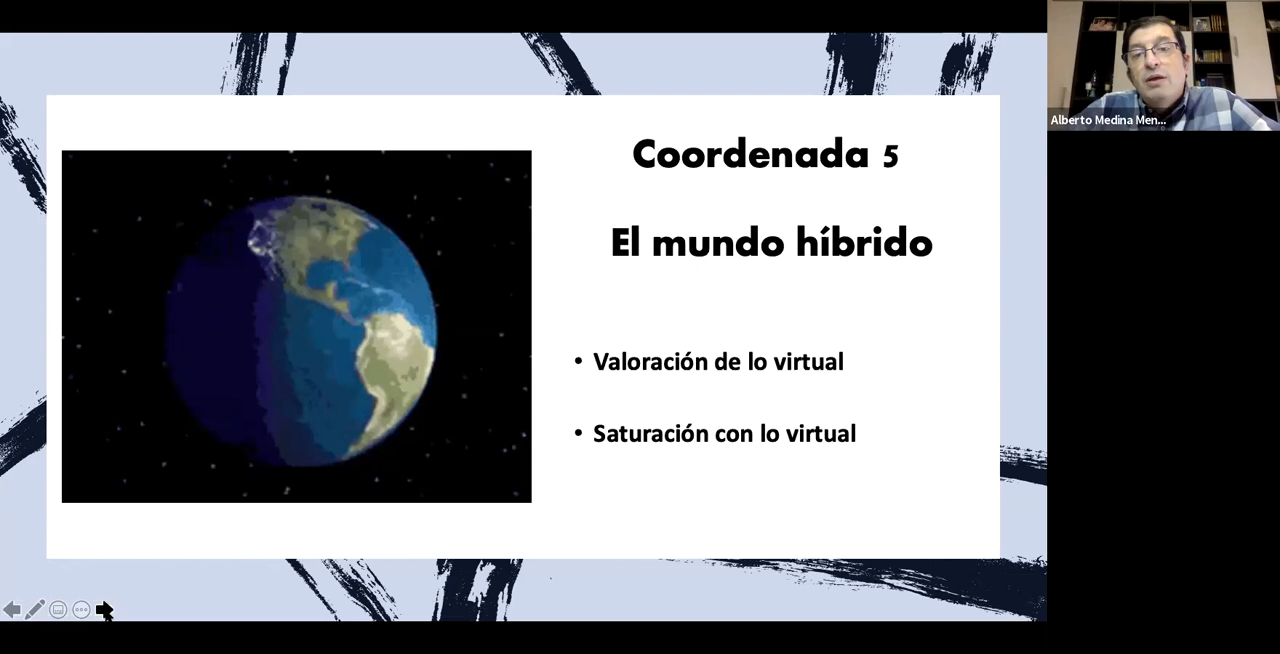 Coordenada 5
El mundo híbrido
• Valoración de lo virtual
• Saturación con lo virtual
Alberto Medina Men...